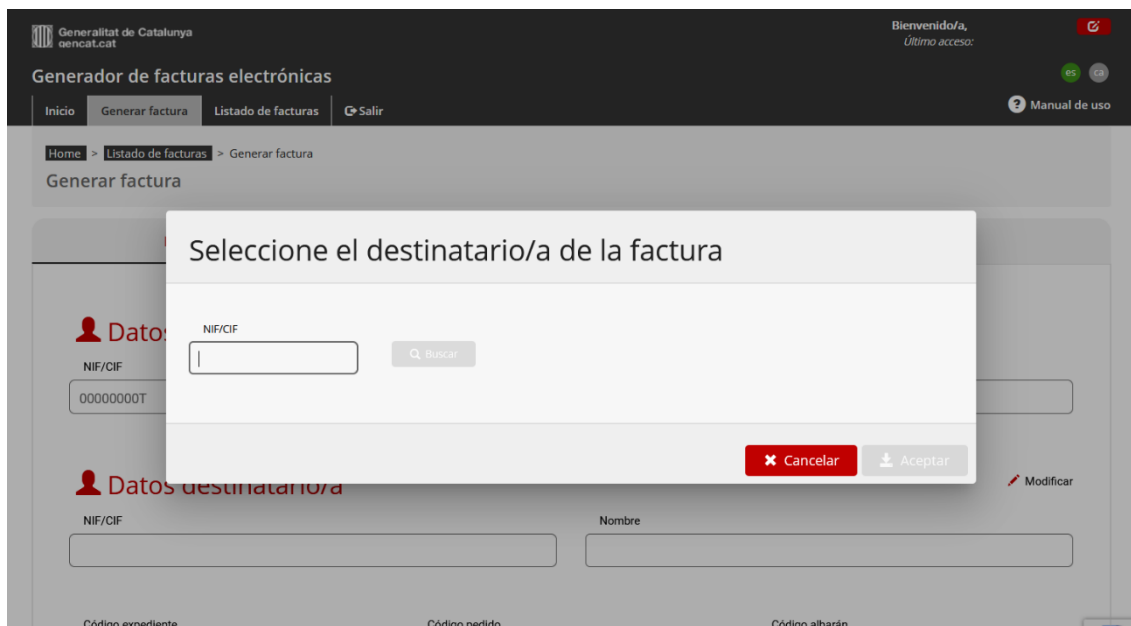 Generalitat de Catalunya
gencat.cat
Bienvenido/a,
Último acceso:
Generador de facturas electrónicas
es ca
Inicio Generar factura Listado de facturas Salir
? Manual de uso
Home > Listado de facturas > Generar factura
Generar factura
Seleccione el destinatario/a de la factura
NIF/CIF
Buscar
Cancelar Aceptar
Datos
NIF/CIF
00000000T
Datos destinatario/a
Modificar
NIF/CIF Nombre
Código expediente Código pedido Código albarán